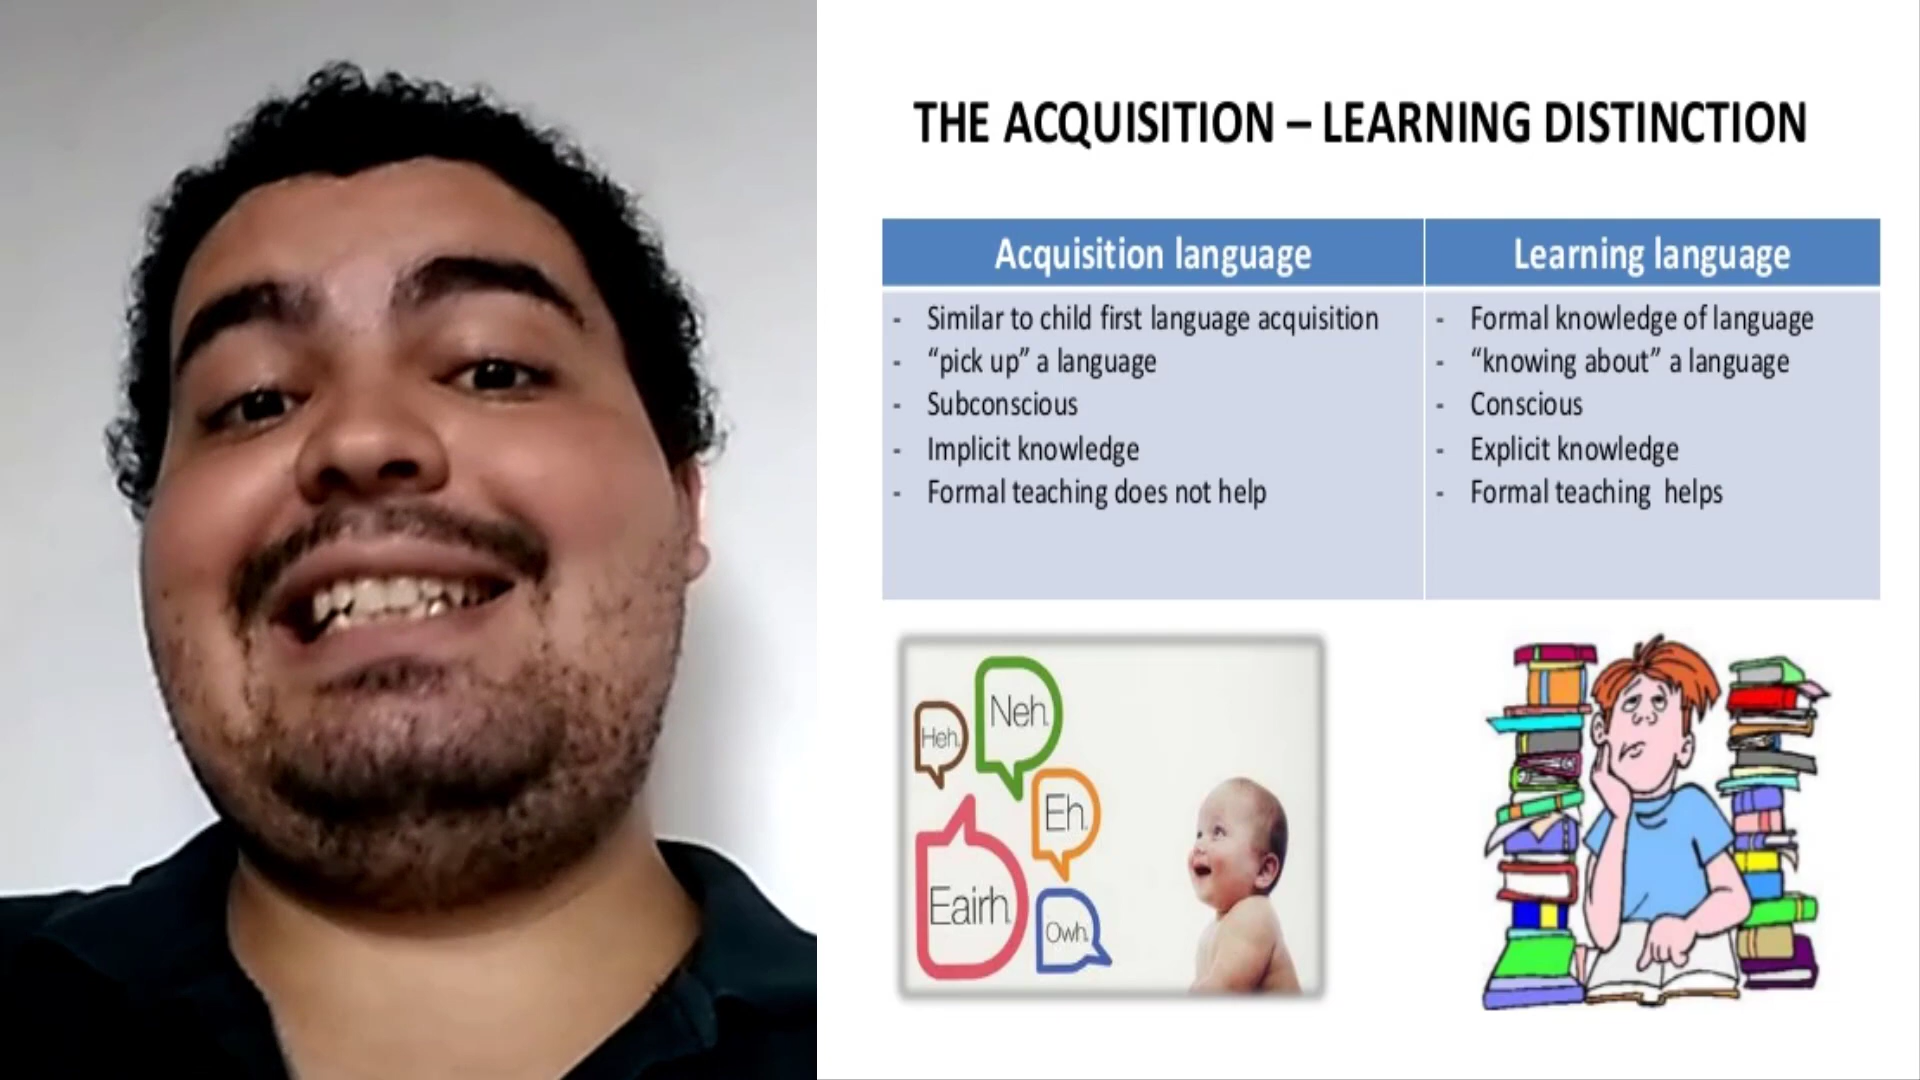 THE ACQUISITION – LEARNING DISTINCTION
Acquisition language
- Similar to child first language acquisition
- “pick up” a language
- Subconscious
- Implicit knowledge
- Formal teaching does not help
Learning language
- Formal knowledge of language
- “knowing about” a language
- Conscious
- Explicit knowledge
- Formal teaching helps
Neh.
Heh.
Eh.
Eairh.
Owh.